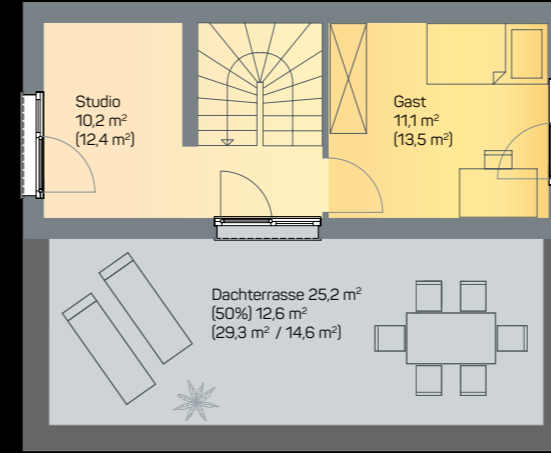 Studio
10,2 m²
(12,4 m²)
Gast
11,1 m²
(13,5 m²)
Dachterrasse 25,2 m²
(50%) 12,6 m²
(29,3 m² / 14,6 m²)